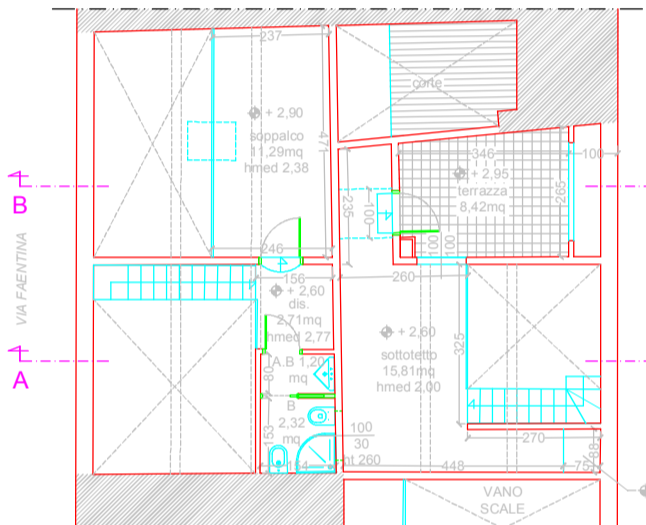 237
+ 2,90
soppalco
11,29mq
hmed 2,38
471
246
corte
346
100
+ 2,95
terrazza
8,42mq
265
235
100
100
100
B
VIA FAENTINA
A
156
+ 2,60
dis.
2,71mq
hmed 2,77
260
+ 2,60
sottotetto
15,81mq
hmed 2,00
325
A.B 1,20
mq
80
B
2,32
mq
153
154
100
30
ht 260
448
270
75
88
VANO
SCALE